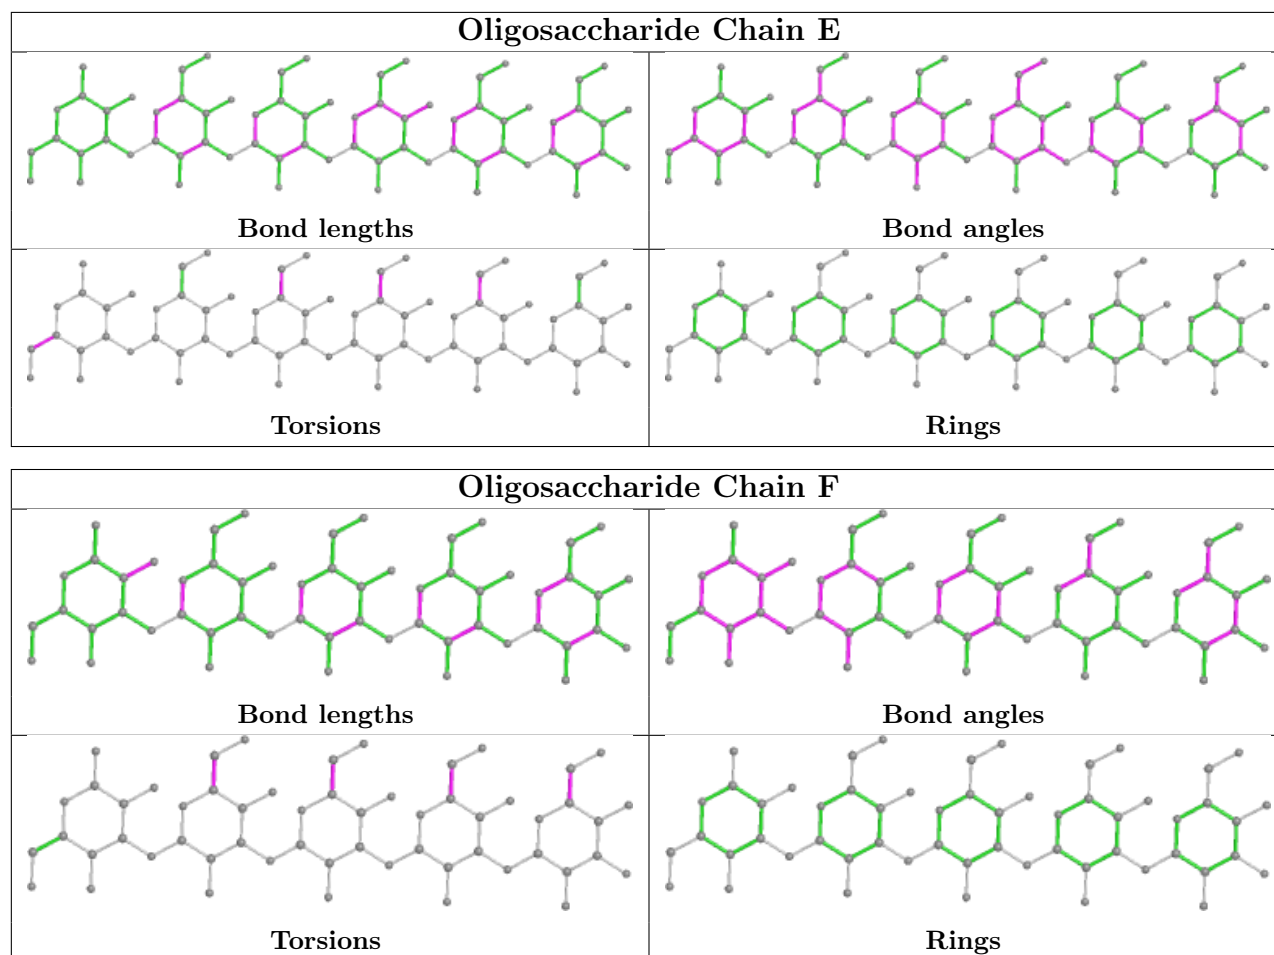 Oligosaccharide Chain E
Bond lengths
Bond angles
Torsions
Rings
Oligosaccharide Chain F
Bond lengths
Bond angles
Torsions
Rings